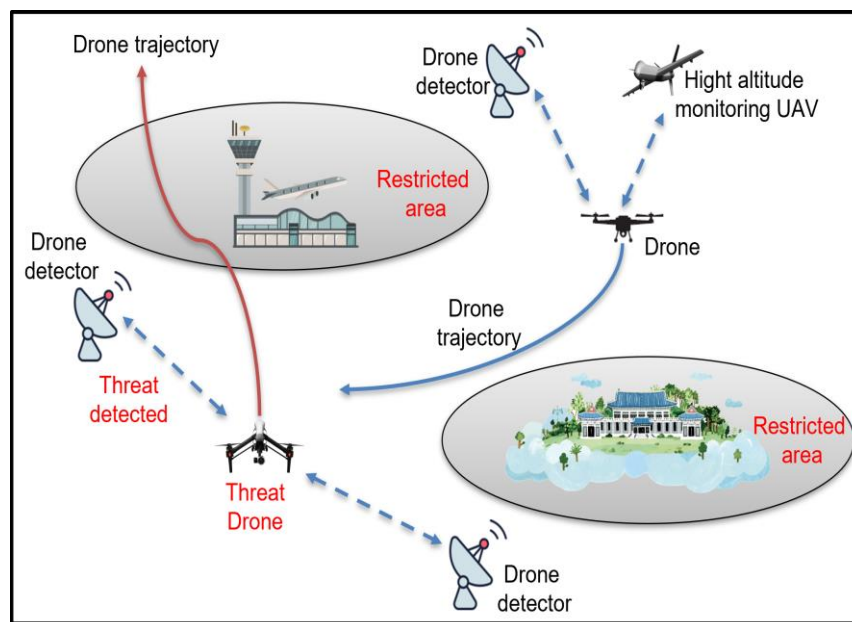 Drone trajectory
Drone
detector
Hight altitude
monitoring UAV
Restricted
area
Drone
detector
Drone
Drone
trajectory
Threat
detected
Restricted
area
Threat
Drone
Drone
detector